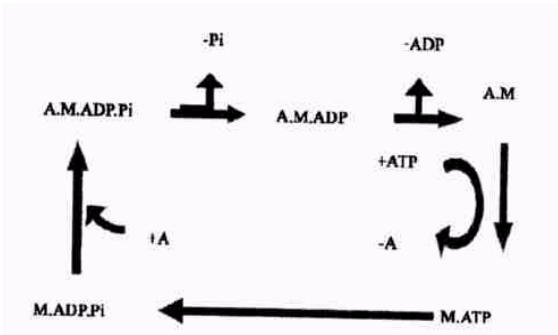 -Pi
-ADP
A.M.ADP.Pi
A.M.ADP
A.M
+ATP
+A
-A
M.ADP.Pi
M.ATP